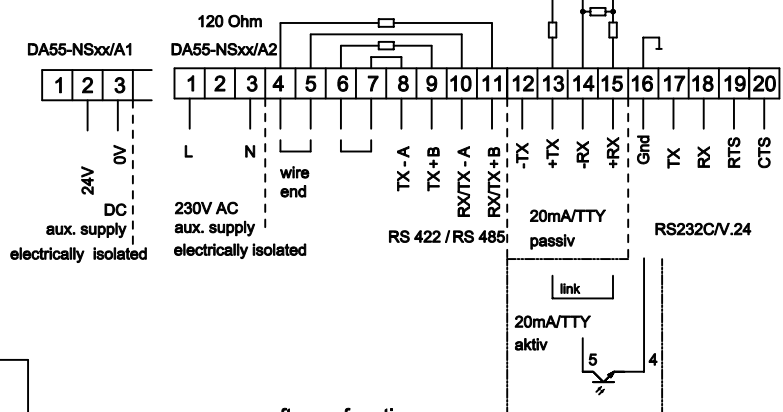 120 Ohm
DA55-NSxx/A1
DA55-NSxx/A2
1 2 3
1 2 3 4 5 6 7 8 9 10 11 12 13 14 15 16 17 18 19 20
24V
0V
L
N
wire
end
TX - A
TX + B
RX/TX - A
RX/TX + B
-TX
+TX
-RX
+RX
Gnd
TX
RX
RTS
CTS
DC
aux. supply
electrically isolated
230V AC
aux. supply
electrically isolated
RS 422 / RS 485
20mA/TTY
passiv
RS232C/V.24
link
20mA/TTY
aktiv
5
4